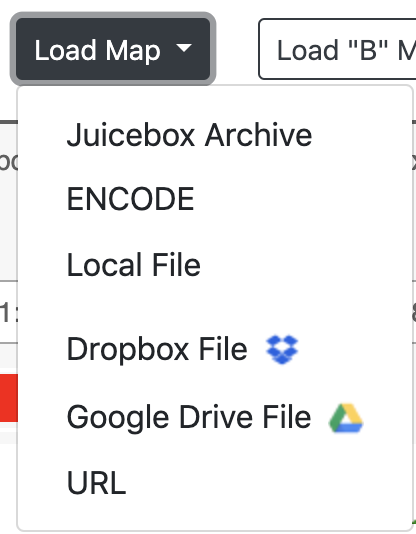 Load Map
Load "B" M
Juicebox Archive
ENCODE
Local File
Dropbox File
Google Drive File
URL